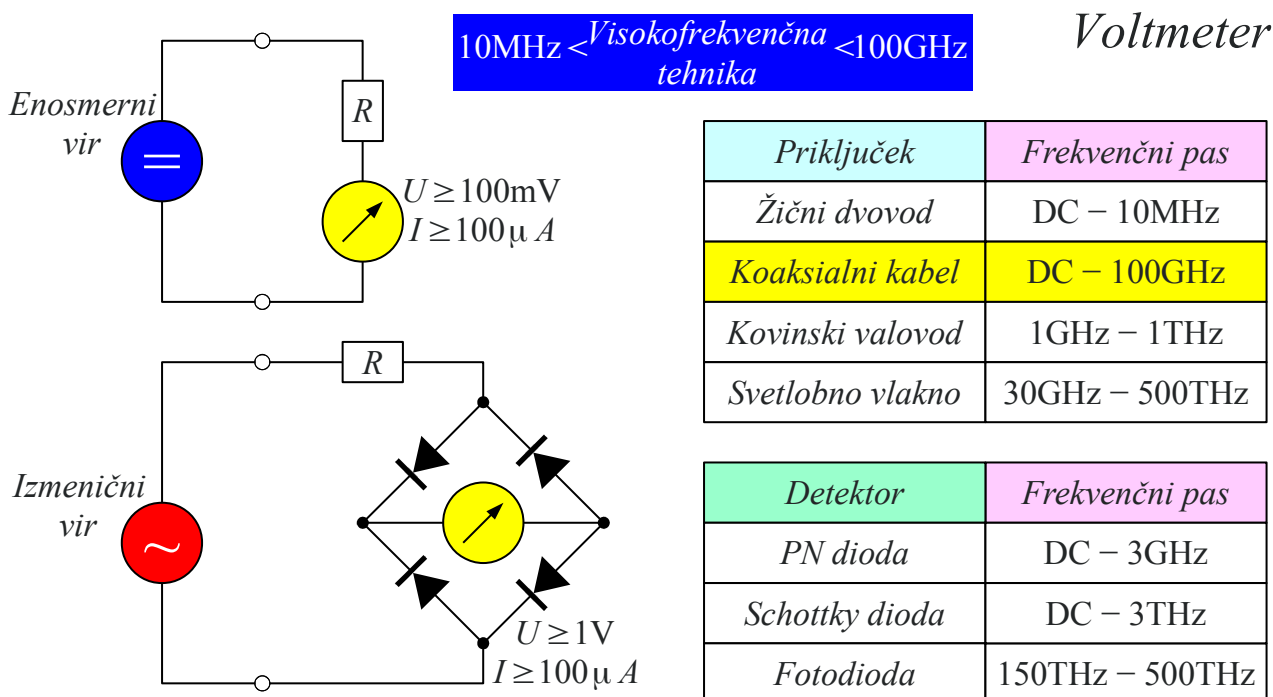 Voltmeter
10MHz < Visokofrekvenčna tehnika < 100GHz
Enosmerni
vir
=
R
U ≥ 100mV
I ≥ 100μ A
Izmenični
vir
~
R
U ≥ 1V
I ≥ 100μ A
Priključek Frekvenčni pas
Žični dvovod DC − 10MHz
Koaksialni kabel DC − 100GHz
Kovinski valovod 1GHz − 1THz
Svetlobno vlakno 30GHz − 500THz
Detektor Frekvenčni pas
PN dioda DC − 3GHz
Schottky dioda DC − 3THz
Fotodioda 150THz − 500THz